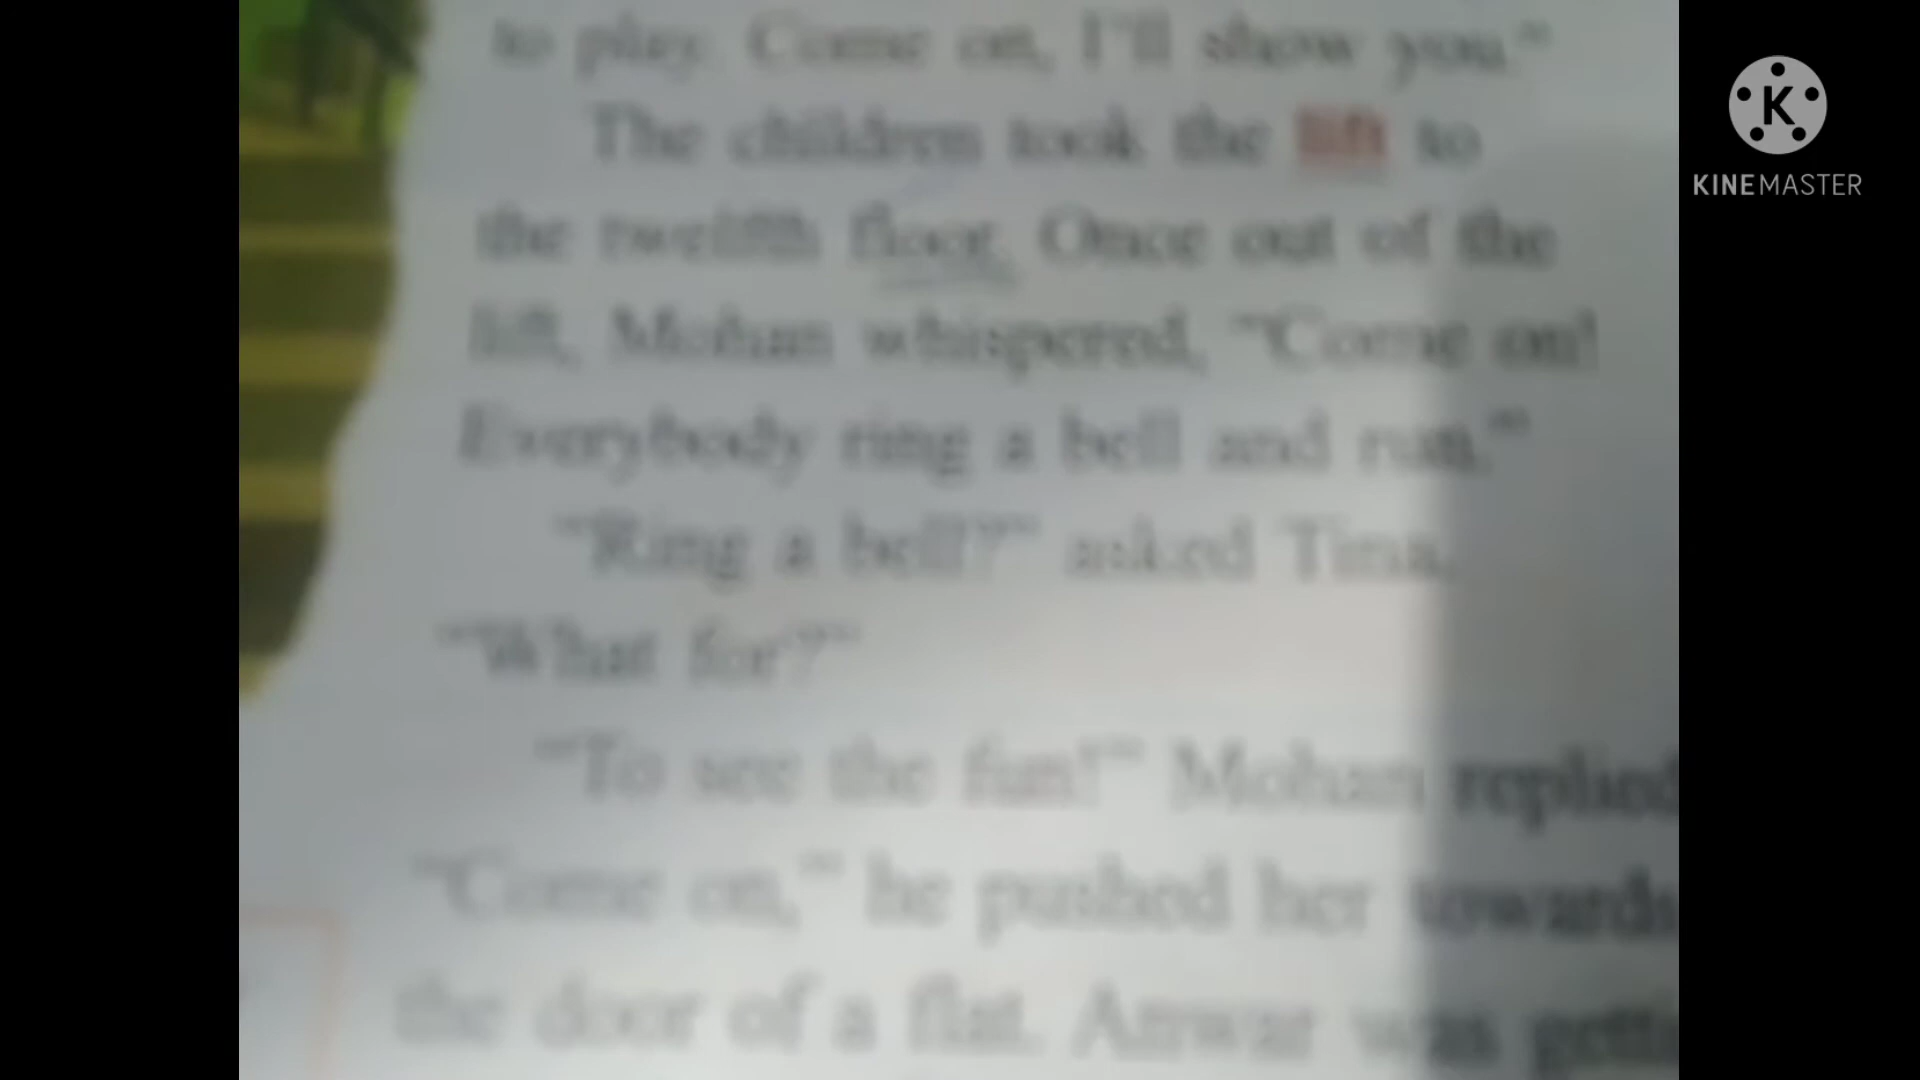 to play. Come on, I'll show you."
The children took the lift to
the twelfth floor. Once out of the
lift, Mohan whispered, "Come on!
Everybody ring a bell and run."
"Ring a bell?" asked Tina.
"What for?"
"To see the fun!" Mohan replied
"Come on," he pushed her towards
the door of a flat. Anwar was
KINEMASTER